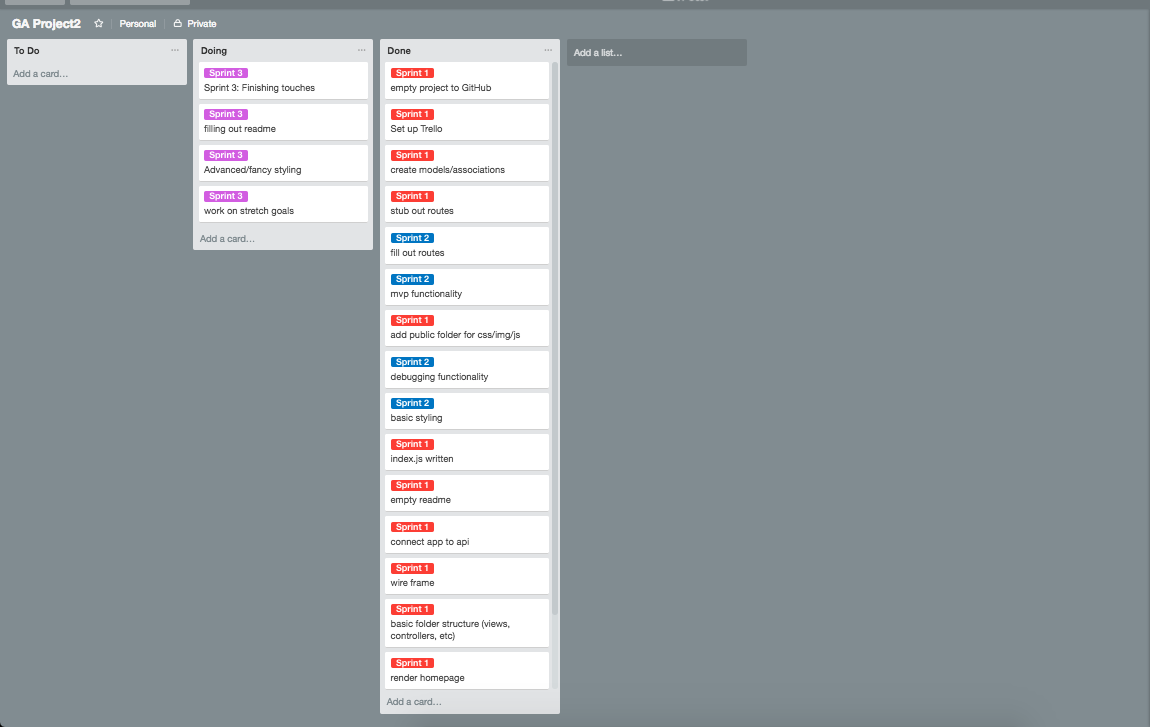 GA Project2 Personal Private
To Do
Add a card...
Doing
Sprint 3
Sprint 3: Finishing touches
Sprint 3
filling out readme
Sprint 3
Advanced/fancy styling
Sprint 3
work on stretch goals
Add a card...
Done
Sprint 1
empty project to GitHub
Sprint 1
Set up Trello
Sprint 1
create models/associations
Sprint 1
stub out routes
Sprint 2
fill out routes
Sprint 2
mvp functionality
Sprint 1
add public folder for css/img/js
Sprint 2
debugging functionality
Sprint 2
basic styling
Sprint 1
index.js written
Sprint 1
empty readme
Sprint 1
connect app to api
Sprint 1
wire frame
Sprint 1
basic folder structure (views,
controllers, etc)
Sprint 1
render homepage
Add a card...
Add a list...